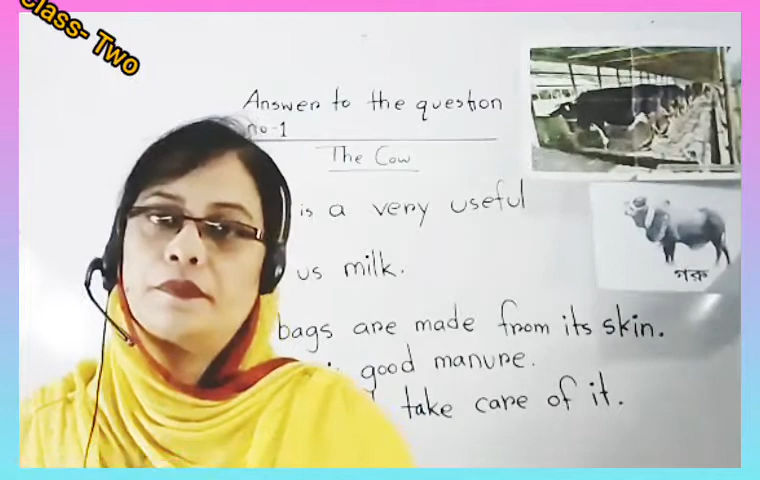 Class- Two
Answer to the question
no-1
The Cow
is a very useful
us milk.
bags are made from its skin.
good manure.
take care of it.
গরু